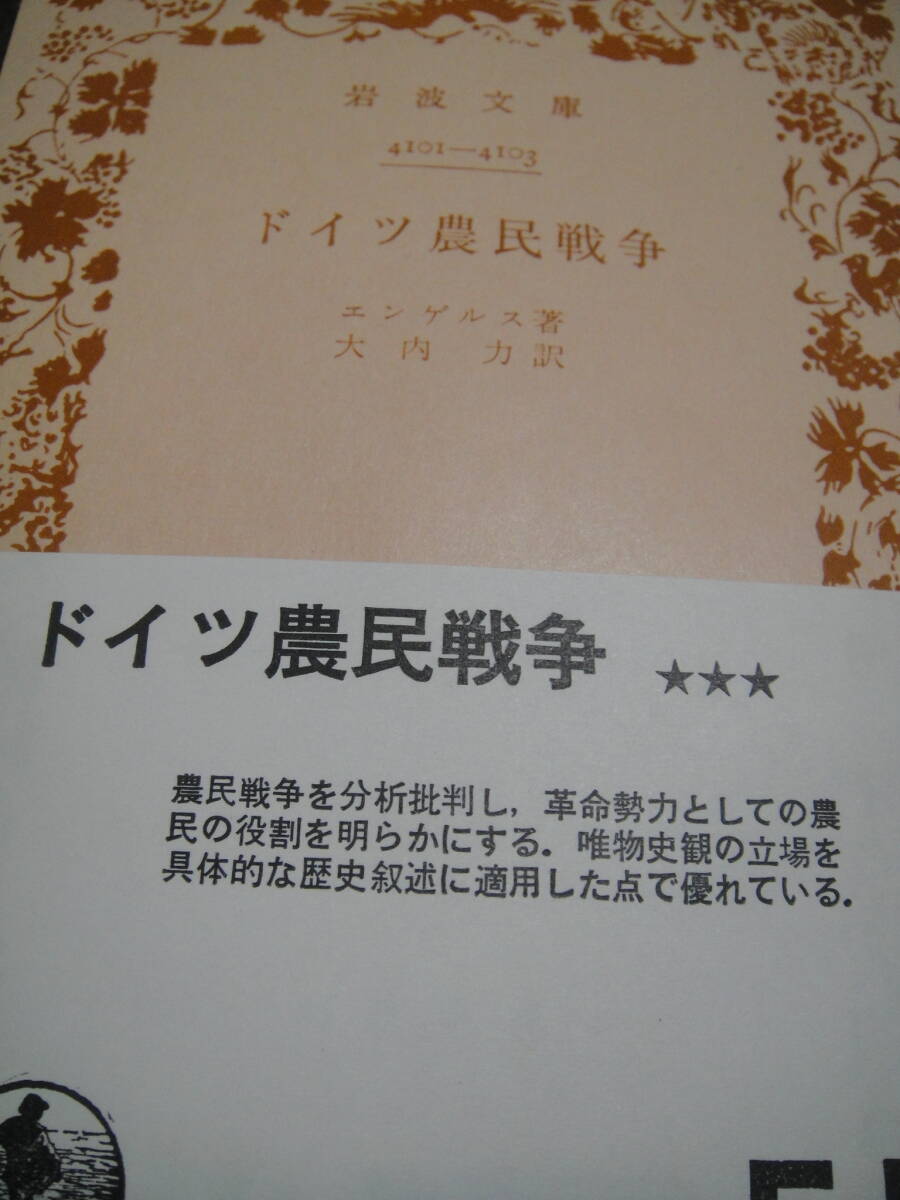 岩波文庫
4101—4103
ドイツ農民戦争
エンゲルス著
大内力訳
ドイツ農民戦争 ★★★
農民戦争を分析批判し，革命勢力としての農
民の役割を明らかにする．唯物史観の立場を
具体的な歴史叙述に適用した点で優れている．